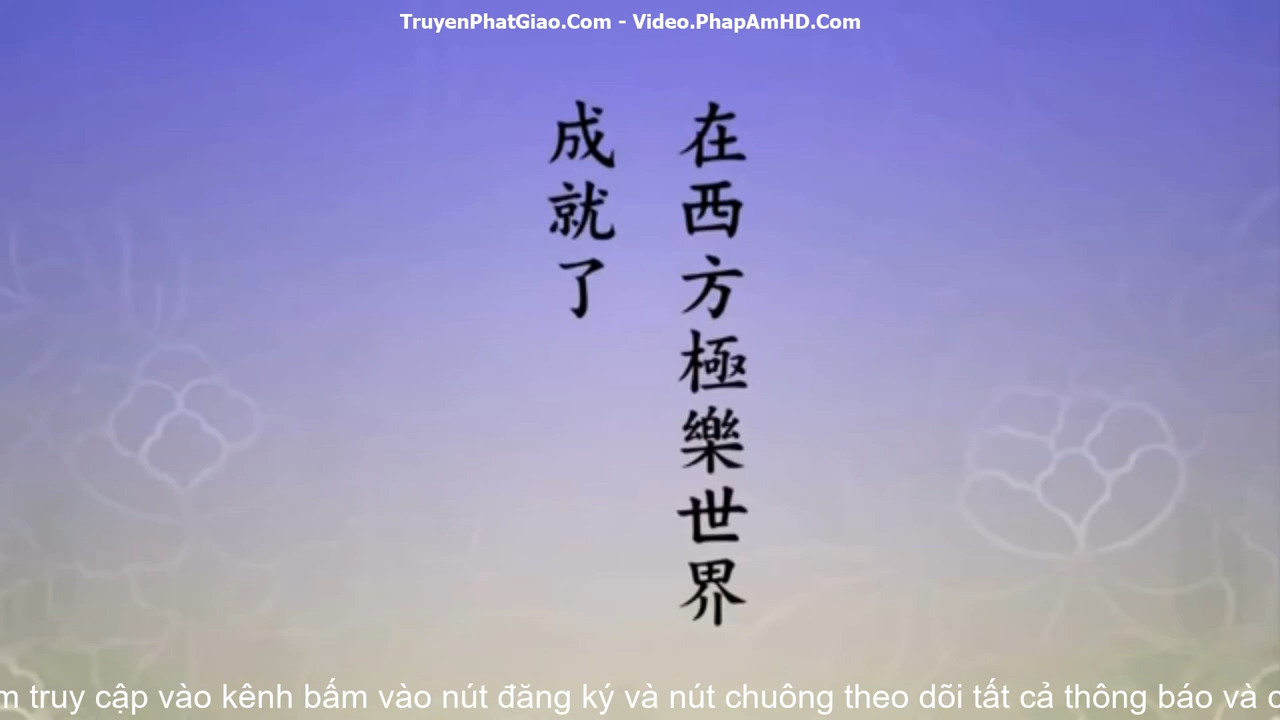 TruyenPhatGiao.Com - Video.PhapAmHD.Com
在西方極樂世界
成就了
truy cập vào kênh bấm vào nút đăng ký và nút chuông theo dõi tất cả thông báo và